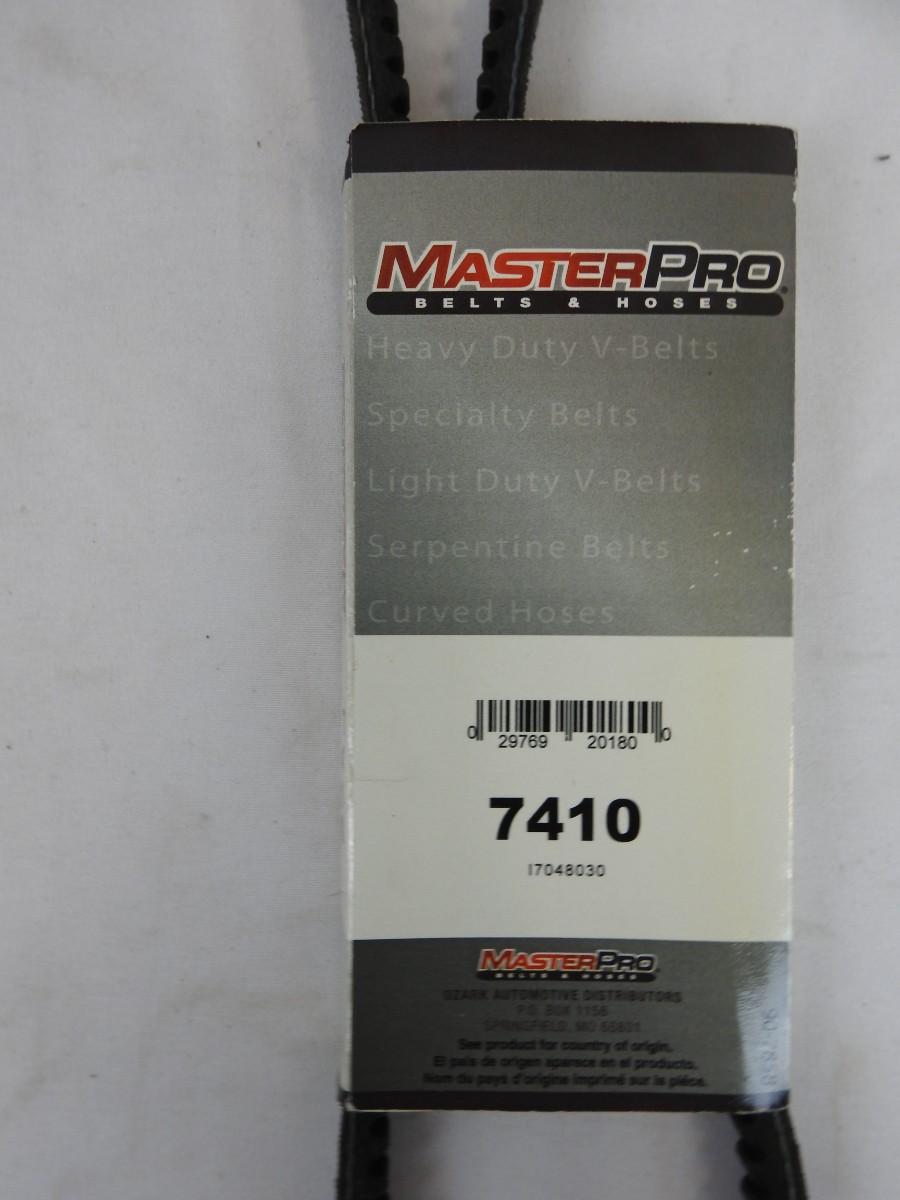 MASTERPRO®
BELTS & HOSES
Heavy Duty V-Belts
Specialty Belts
Light Duty V-Belts
Serpentine Belts
Curved Hoses
0 29769 20180 0
7410
I7048030
MASTERPRO®
BELTS & HOSES
OZARK AUTOMOTIVE DISTRIBUTORS
P.O. BOX 1156
SPRINGFIELD, MO 65801
See product for country of origin.
El país de origen aparece en el producto.
Nom du pays d'origine imprimé sur la pièce.